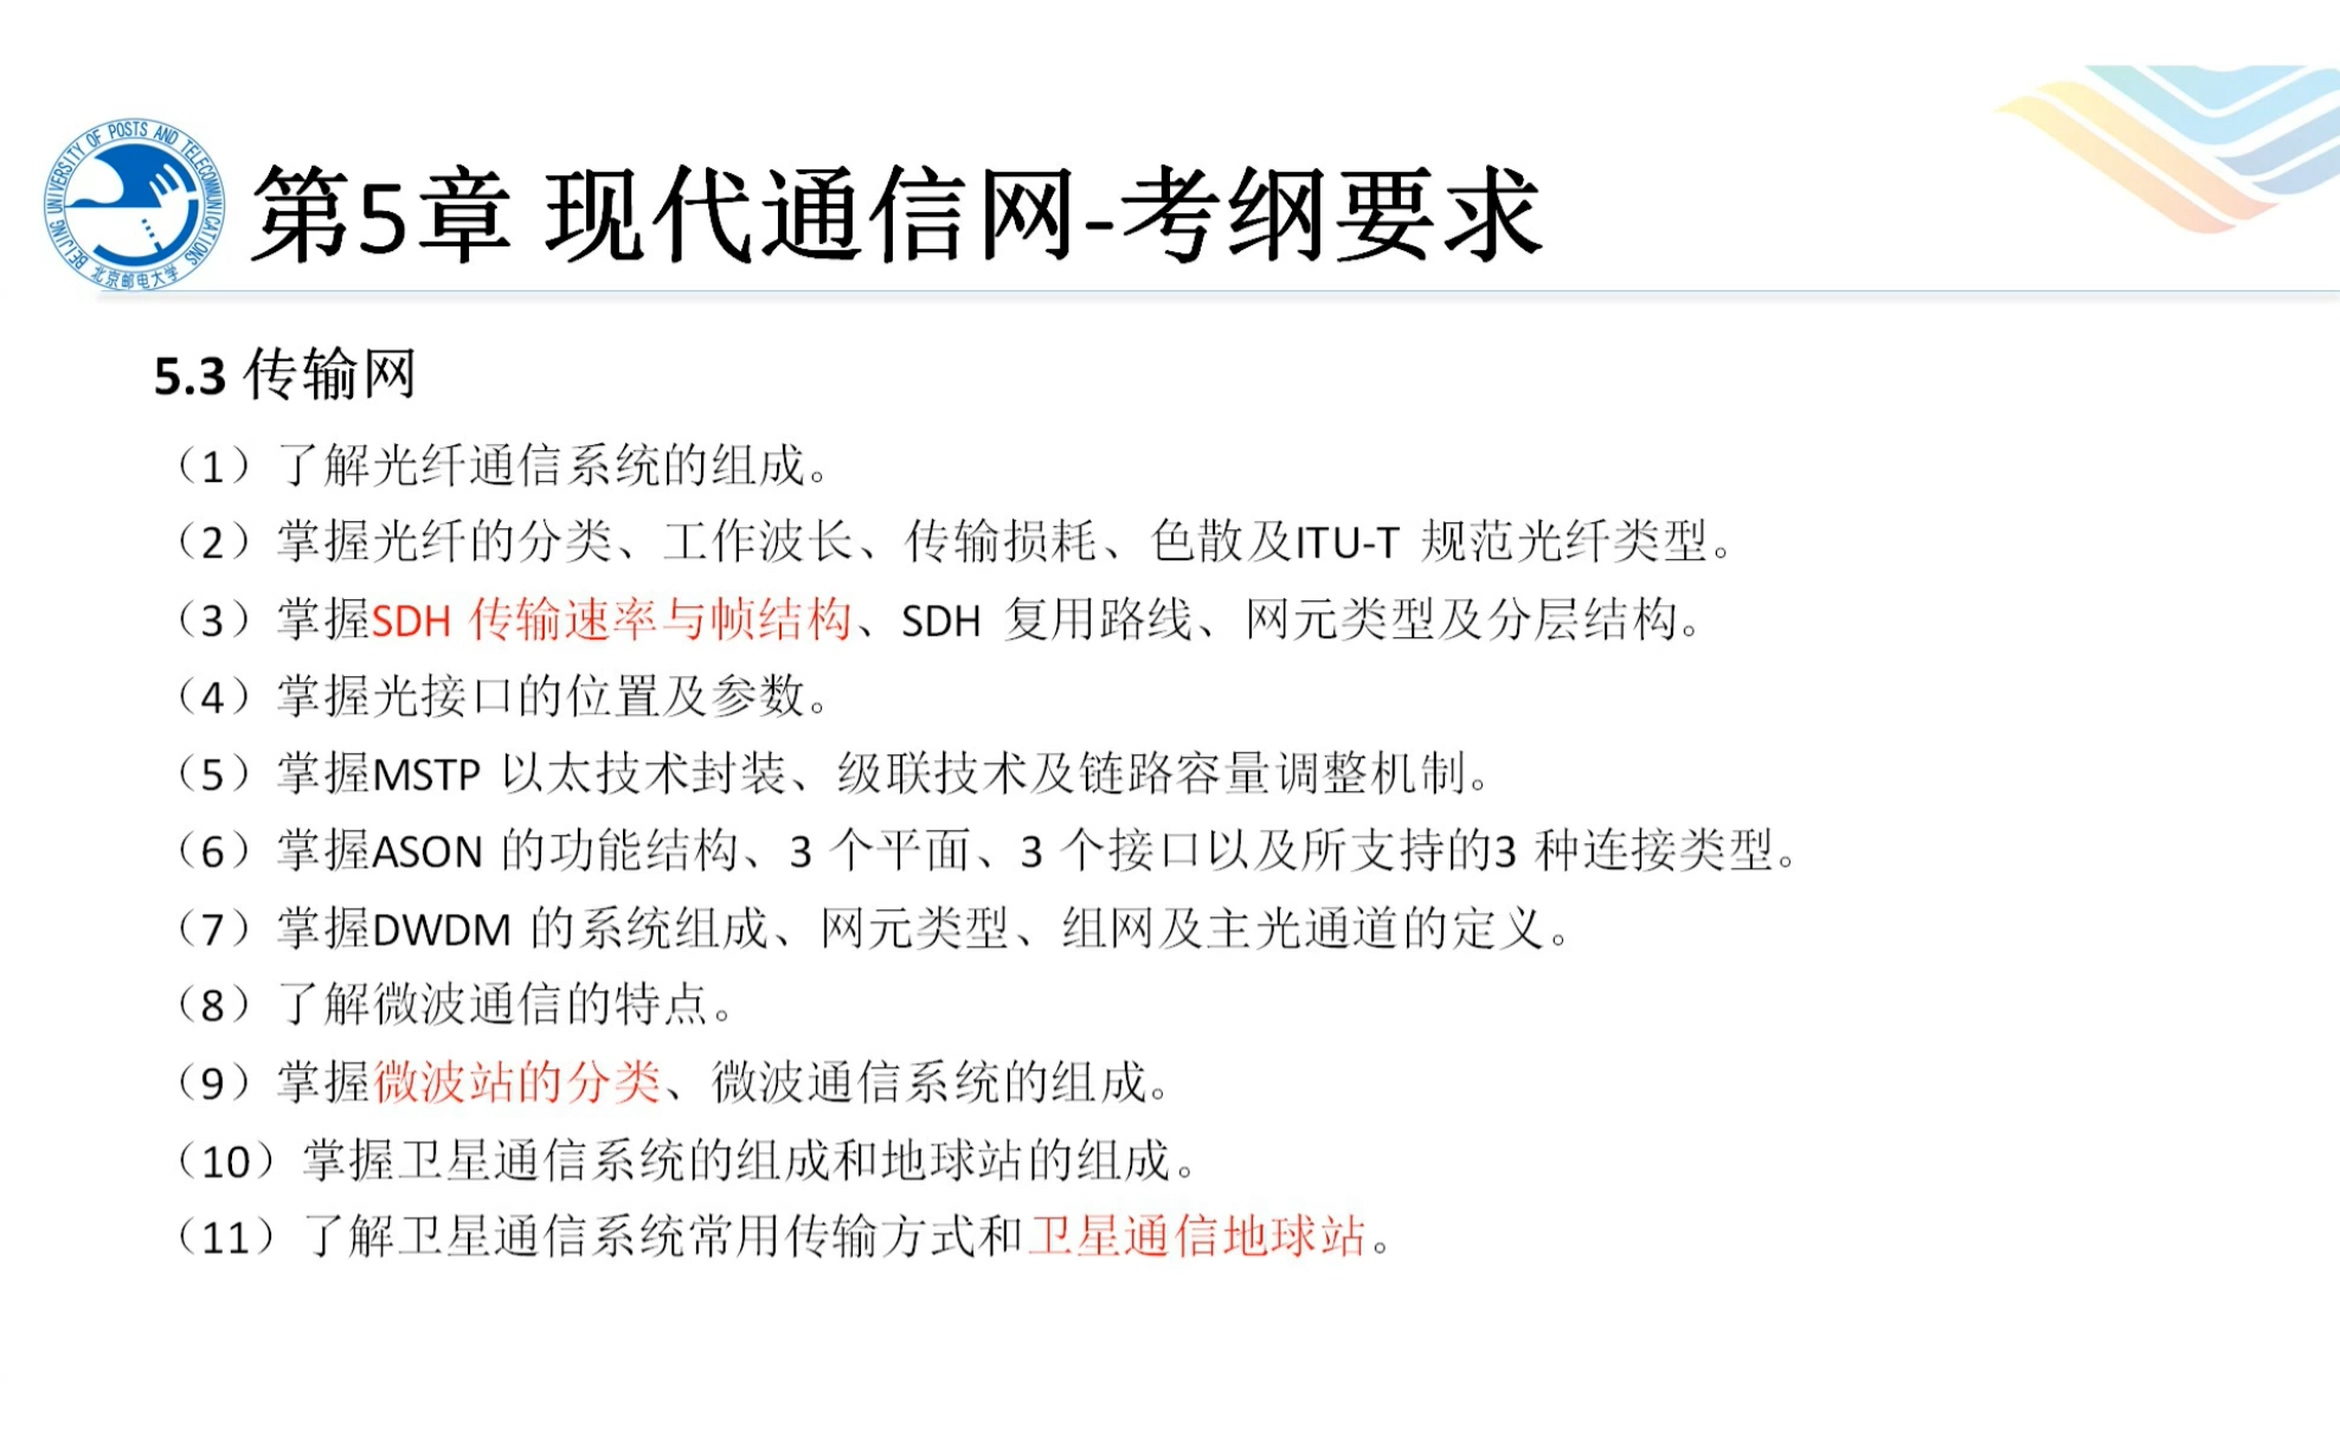 BEIJING UNIVERSITY OF POSTS AND TELECOMMUNICATIONS
北京邮电大学
第5章 现代通信网-考纲要求
5.3 传输网
（1）了解光纤通信系统的组成。
（2）掌握光纤的分类、工作波长、传输损耗、色散及ITU-T 规范光纤类型。
（3）掌握SDH 传输速率与帧结构、SDH 复用路线、网元类型及分层结构。
（4）掌握光接口的位置及参数。
（5）掌握MSTP 以太技术封装、级联技术及链路容量调整机制。
（6）掌握ASON 的功能结构、3 个平面、3 个接口以及所支持的3 种连接类型。
（7）掌握DWDM 的系统组成、网元类型、组网及主光通道的定义。
（8）了解微波通信的特点。
（9）掌握微波站的分类、微波通信系统的组成。
（10）掌握卫星通信系统的组成和地球站的组成。
（11）了解卫星通信系统常用传输方式和卫星通信地球站。